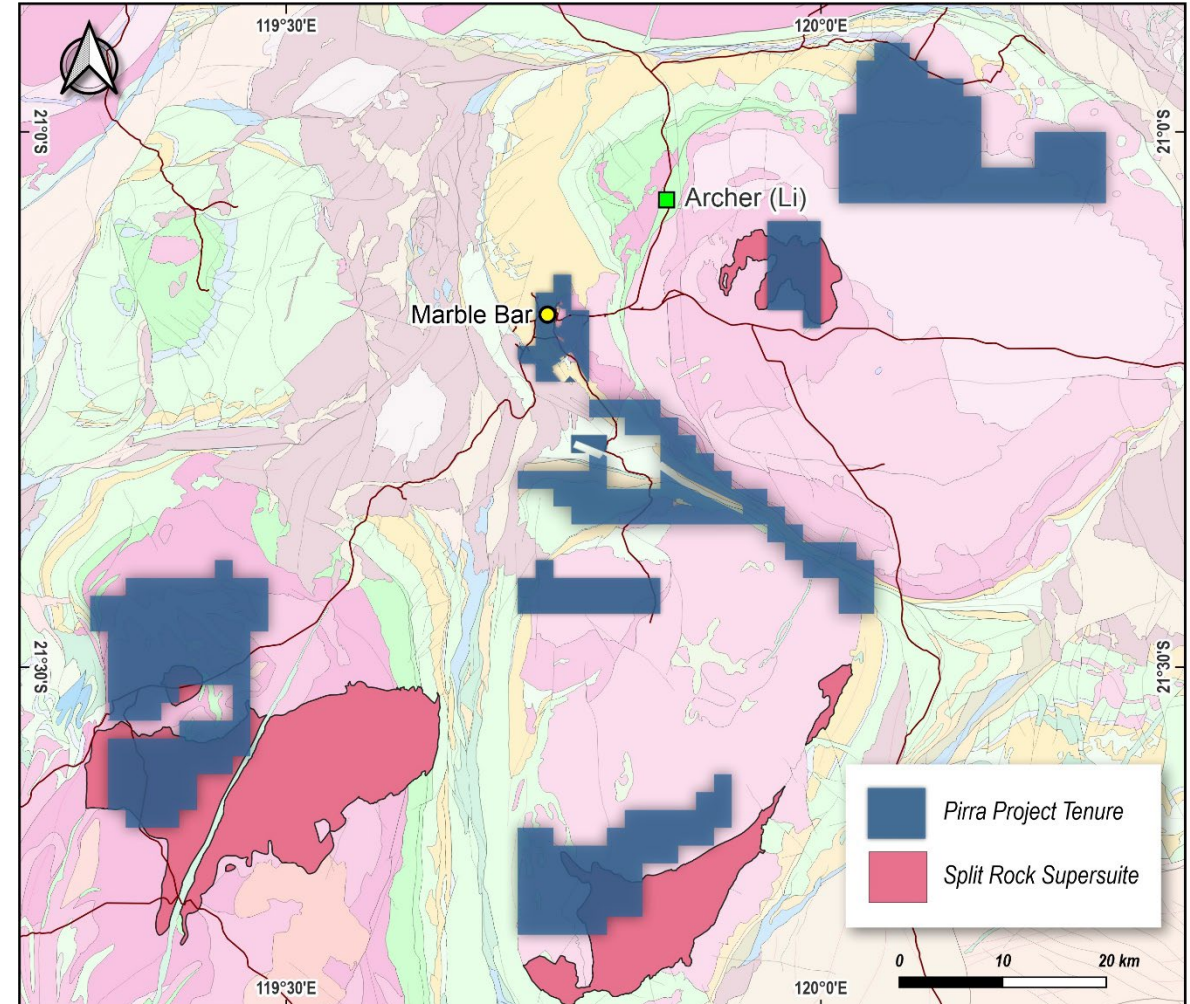 119°30'E
120°0'E
21°0'S
21°0'S
Archer (Li)
Marble Bar
21°30'S
21°30'S
Pirra Project Tenure
Split Rock Supersuite
0 10 20 km
119°30'E
120°0'E